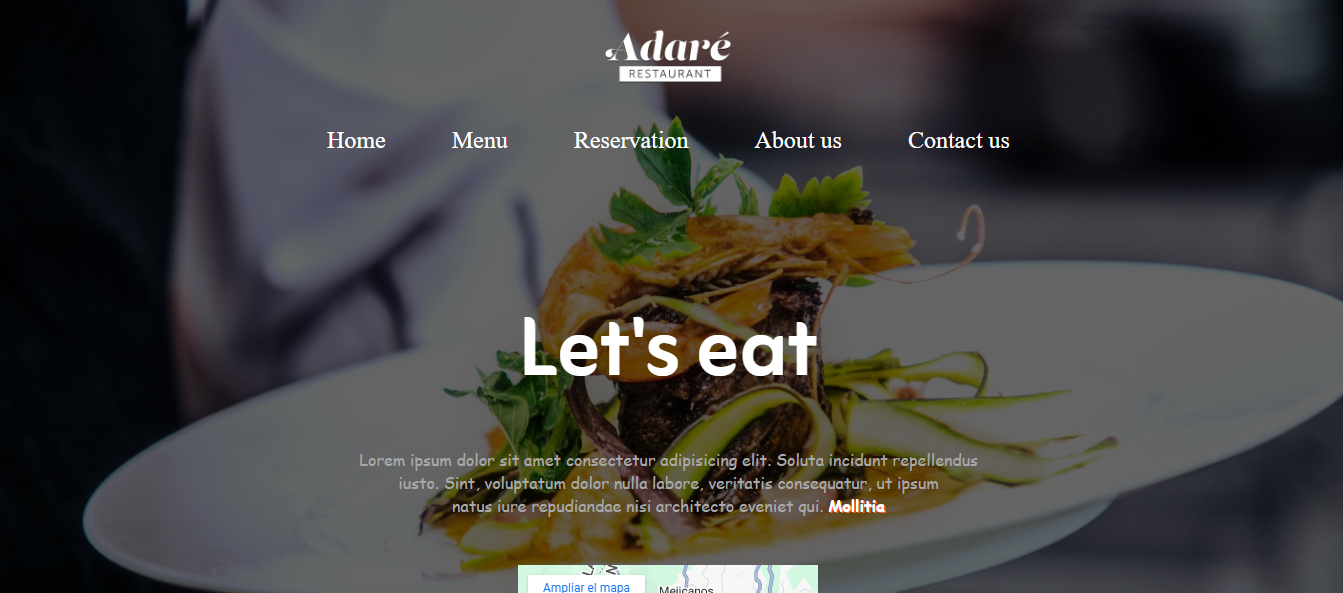 Adaré
RESTAURANT
Home Menu Reservation About us Contact us
Let's eat
Lorem ipsum dolor sit amet consectetur adipisicing elit. Soluta incidunt repellendus
iusto. Sint, voluptatum dolor nulla labore, veritatis consequatur, ut ipsum
natus iure repudiandae nisi architecto eveniet qui. Mollitia
Ampliar el mapa
Mejicanos